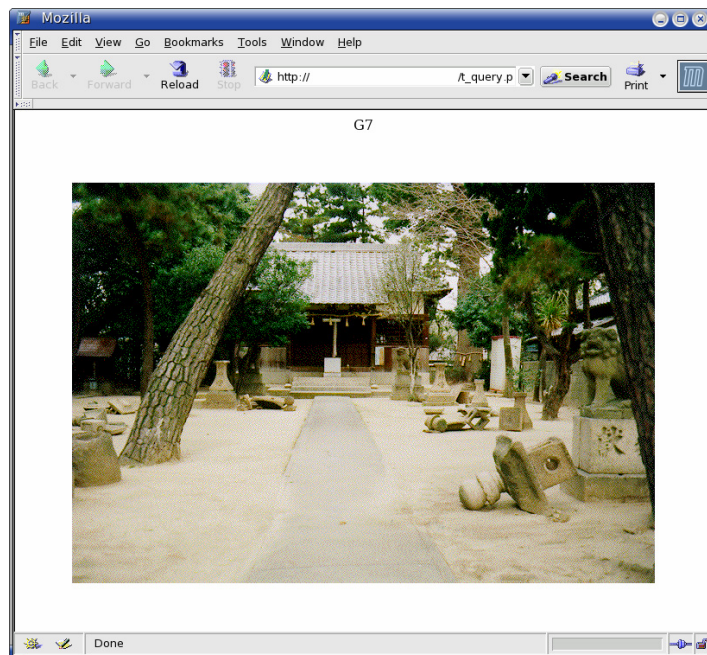 Mozilla
File Edit View Go Bookmarks Tools Window Help
Back Forward Reload Stop http:// /t_query.p Search Print
G7
Done